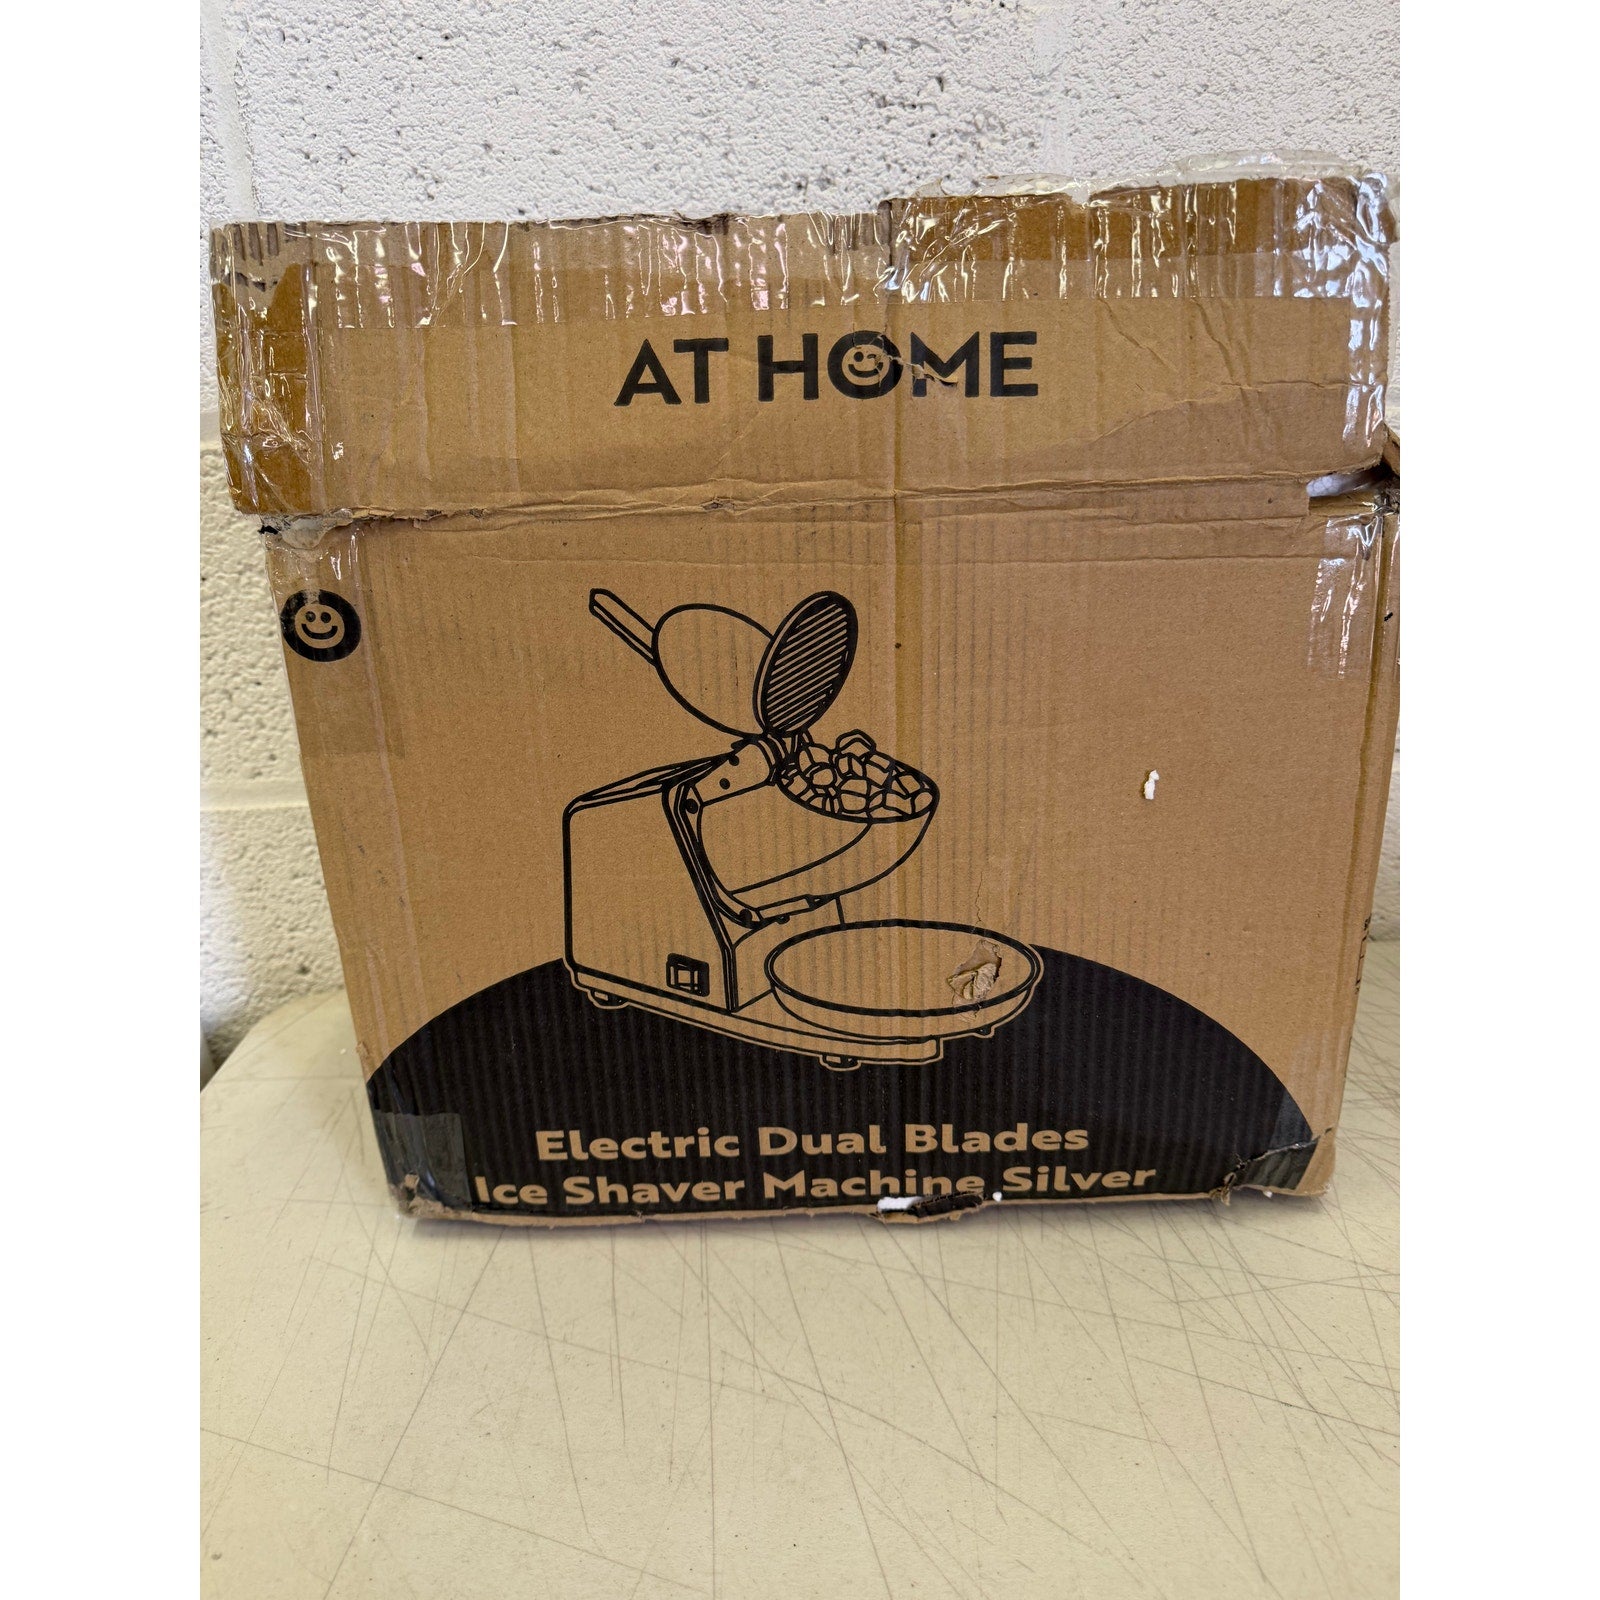 AT HOME
Electric Dual Blades
Ice Shaver Machine Silver